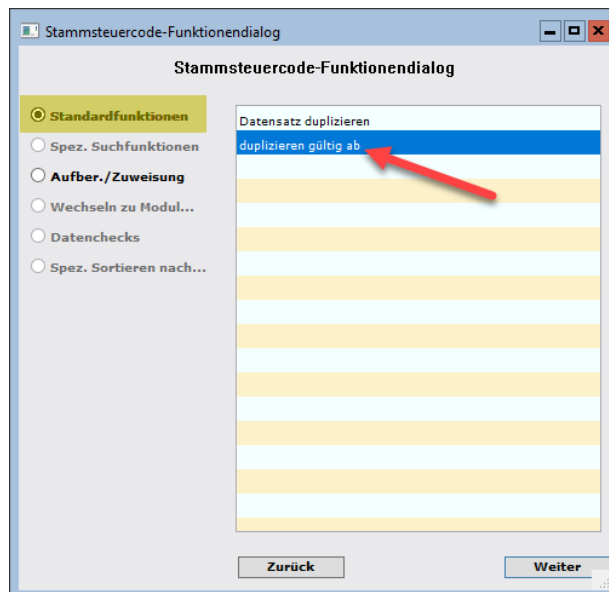 Stammsteuercode-Funktionendialog
Stammsteuercode-Funktionendialog
Standardfunktionen
Spez. Suchfunktionen
Aufber./Zuweisung
Wechseln zu Modul...
Datenchecks
Spez. Sortieren nach...
Datensatz duplizieren
duplizieren gültig ab
Zurück
Weiter